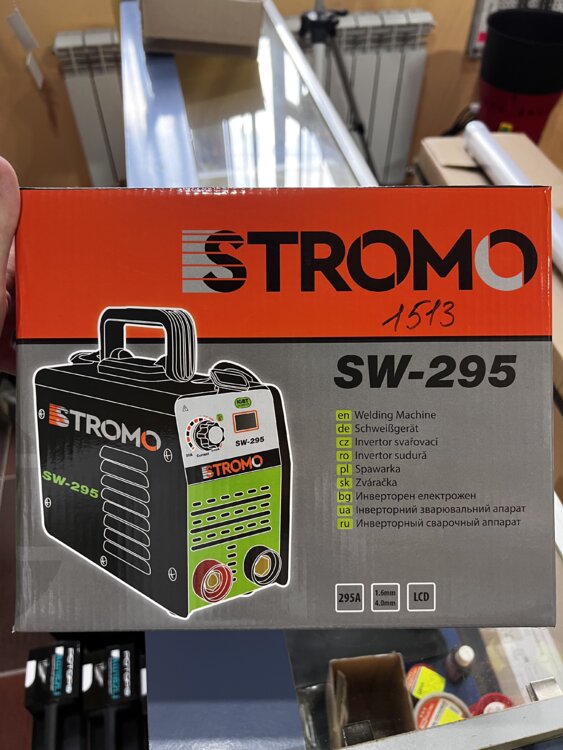 STROMO
1513
SW-295
en Welding Machine
de Schweißgerät
cz Invertor svařovací
ro Invertor sudură
pl Spawarka
sk Zváračka
bg Инверторен електрожен
ua Інверторний зварювальний апарат
ru Инверторный сварочный аппарат
295A
1.6mm
4.0mm
LCD
STROMO
SW-295
IGBT
Current
SW-295
STROMO